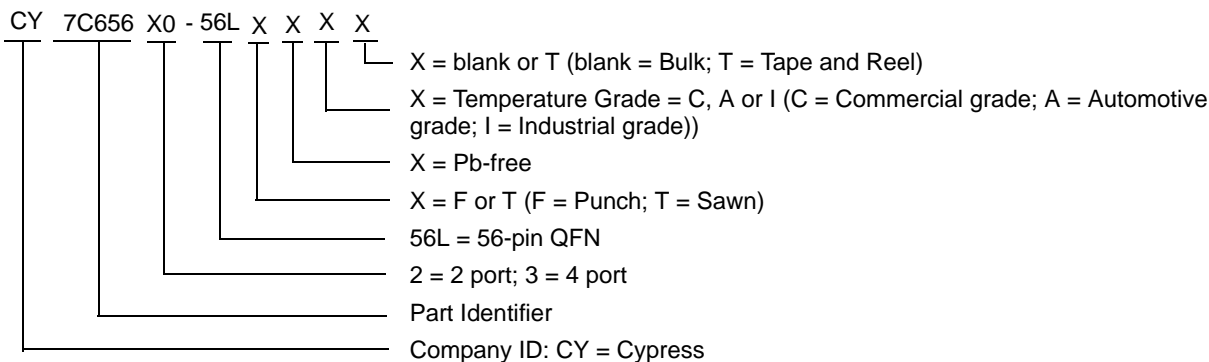 CY 7C656 X0 - 56L X X X X
X = blank or T (blank = Bulk; T = Tape and Reel)
X = Temperature Grade = C, A or I (C = Commercial grade; A = Automotive
grade; I = Industrial grade))
X = Pb-free
X = F or T (F = Punch; T = Sawn)
56L = 56-pin QFN
2 = 2 port; 3 = 4 port
Part Identifier
Company ID: CY = Cypress